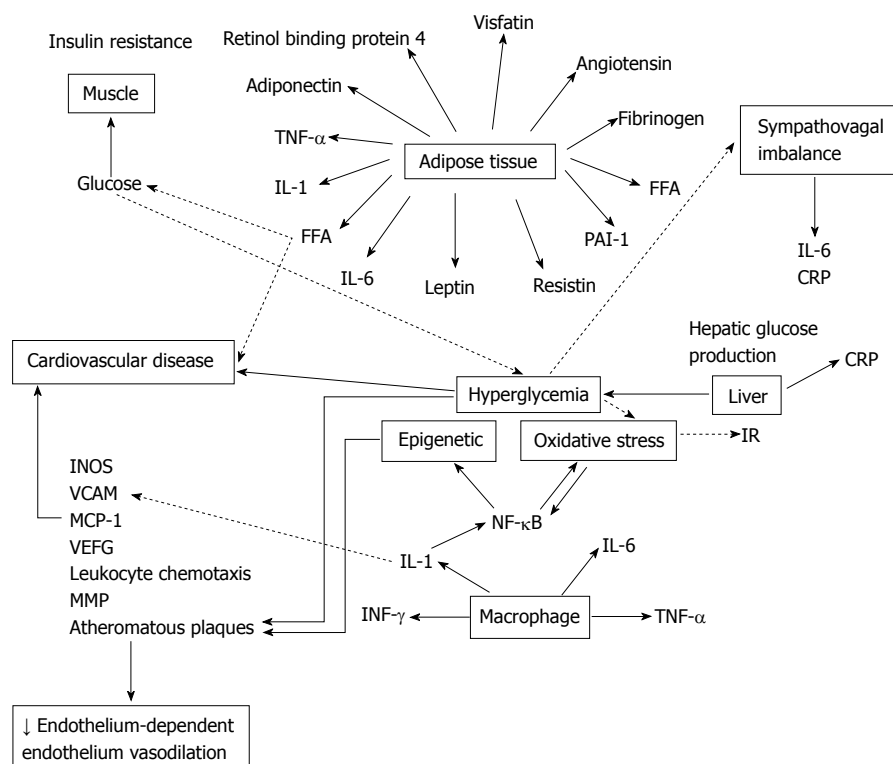 Visfatin
Insulin resistance
Retinol binding protein 4
Angiotensin
Muscle
Adiponectin
Fibrinogen
TNF-α
Adipose tissue
Sympathovagal
imbalance
Glucose
IL-1
FFA
FFA
PAI-1
IL-6
CRP
IL-6
Leptin
Resistin
Hepatic glucose
production
Cardiovascular disease
CRP
Hyperglycemia
Liver
Epigenetic
Oxidative stress
IR
INOS
VCAM
MCP-1
NF-κB
VEFG
IL-6
IL-1
Leukocyte chemotaxis
MMP
INF-γ
Macrophage
TNF-α
Atheromatous plaques
↓ Endothelium-dependent
endothelium vasodilation